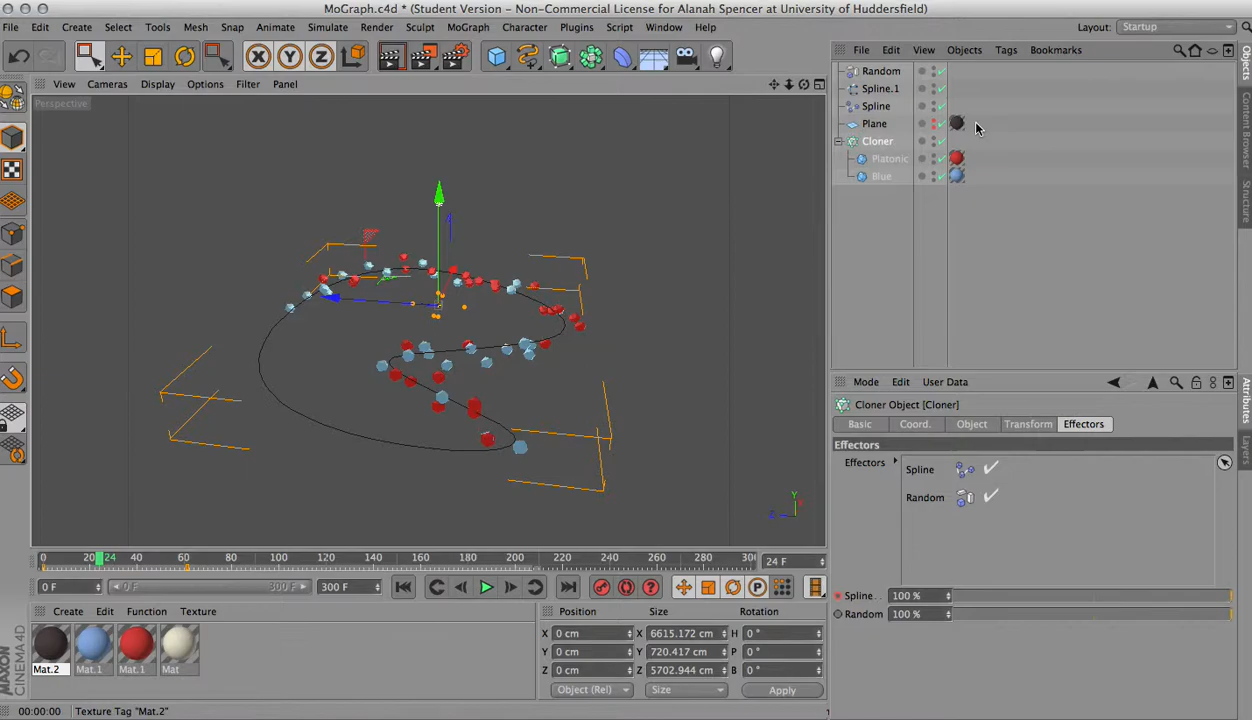 MoGraph.c4d * (Student Version - Non-Commercial License for Alanah Spencer at University of Huddersfield)
File Edit Create Select Tools Mesh Snap Animate Simulate Render Sculpt MoGraph Character Plugins Script Window Help Layout: Startup
X Y Z File Edit View Objects Tags Bookmarks
View Cameras Display Options Filter Panel
Perspective
Random
Spline.1
Spline
Plane
Cloner
Platonic
Blue
Objects
Content Browser
Structure
Mode Edit User Data
Cloner Object [Cloner]
Basic Coord. Object Transform Effectors
Effectors
Effectors Spline
Random
Spline. . 100 %
Random 100 %
Attributes
Layers
Y
X
Z
0 20 24 40 60 80 100 120 140 160 180 200 220 240 260 280 30 24 F
0 F 0 F 300 F 300 F
P
Create Edit Function Texture
Mat.2 Mat.1 Mat.1 Mat
Position Size Rotation
X 0 cm X 6615.172 cm H 0 °
Y 0 cm Y 720.417 cm P 0 °
Z 0 cm Z 5702.944 cm B 0 °
Object (Rel) Size Apply
MAXON
CINEMA 4D
00:00:00 Texture Tag "Mat.2"